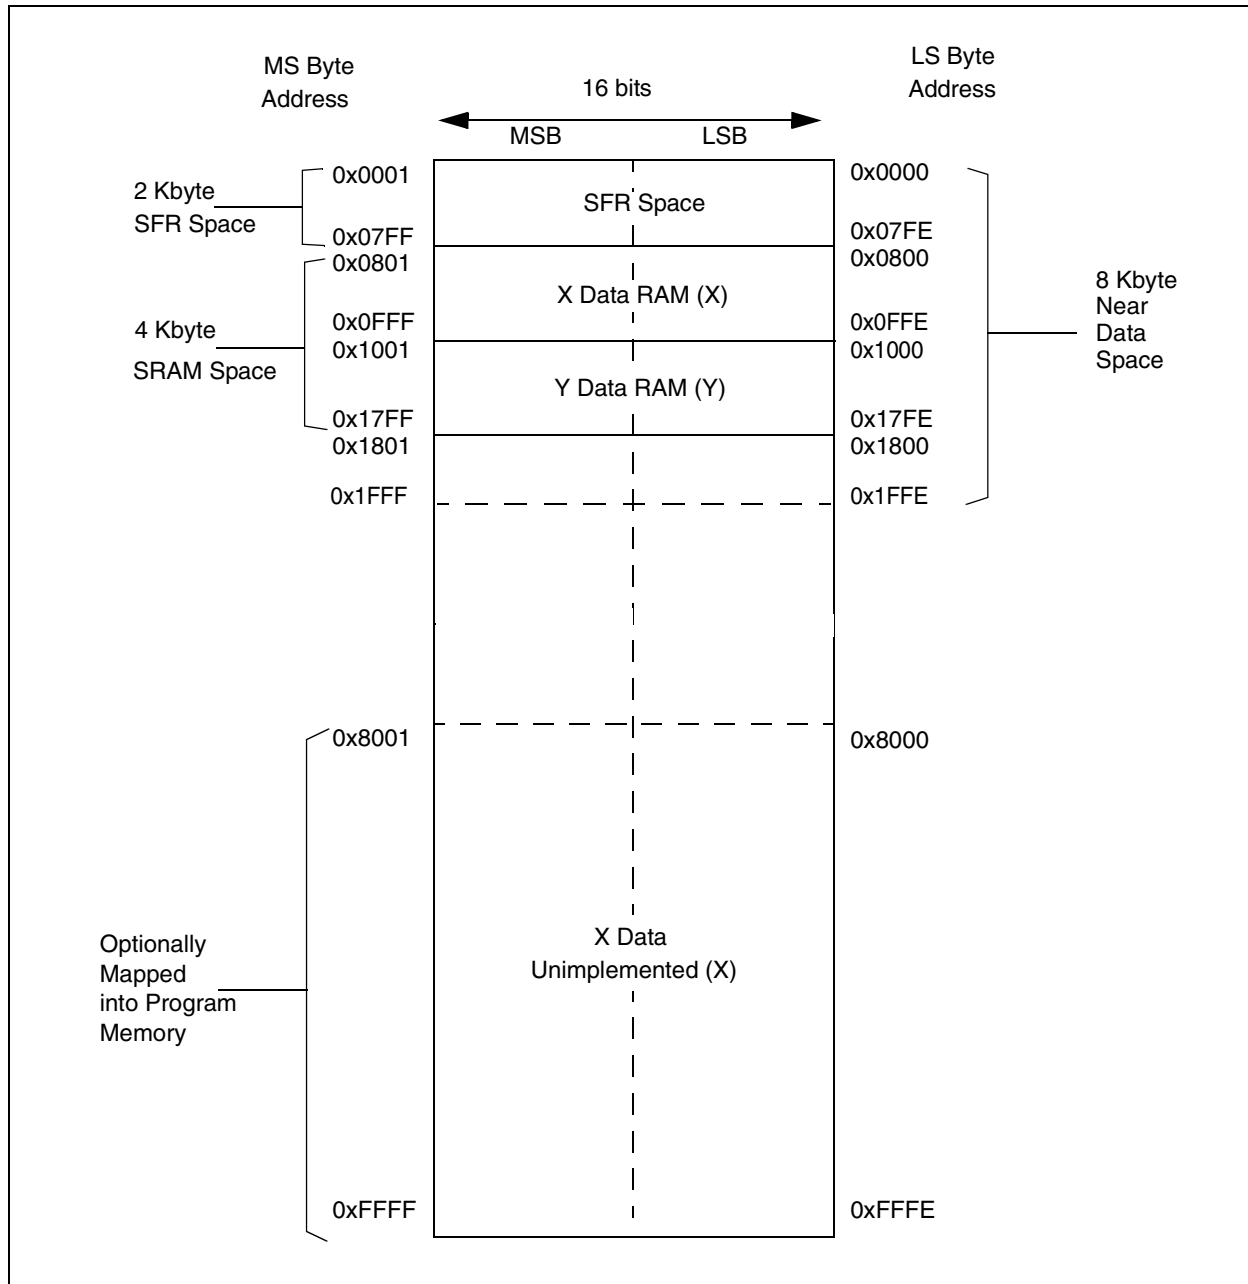 MS Byte
Address
16 bits
LS Byte
Address
MSB
LSB
2 Kbyte
SFR Space
0x0001
SFR Space
0x0000
0x07FF
0x07FE
0x0801
0x0800
4 Kbyte
SRAM Space
X Data RAM (X)
0x0FFF
0x0FFE
0x1001
0x1000
8 Kbyte
Near
Data
Space
Y Data RAM (Y)
0x17FF
0x17FE
0x1801
0x1800
0x1FFF
0x1FFE
0x8001
0x8000
Optionally
Mapped
into Program
Memory
X Data
Unimplemented (X)
0xFFFF
0xFFFE